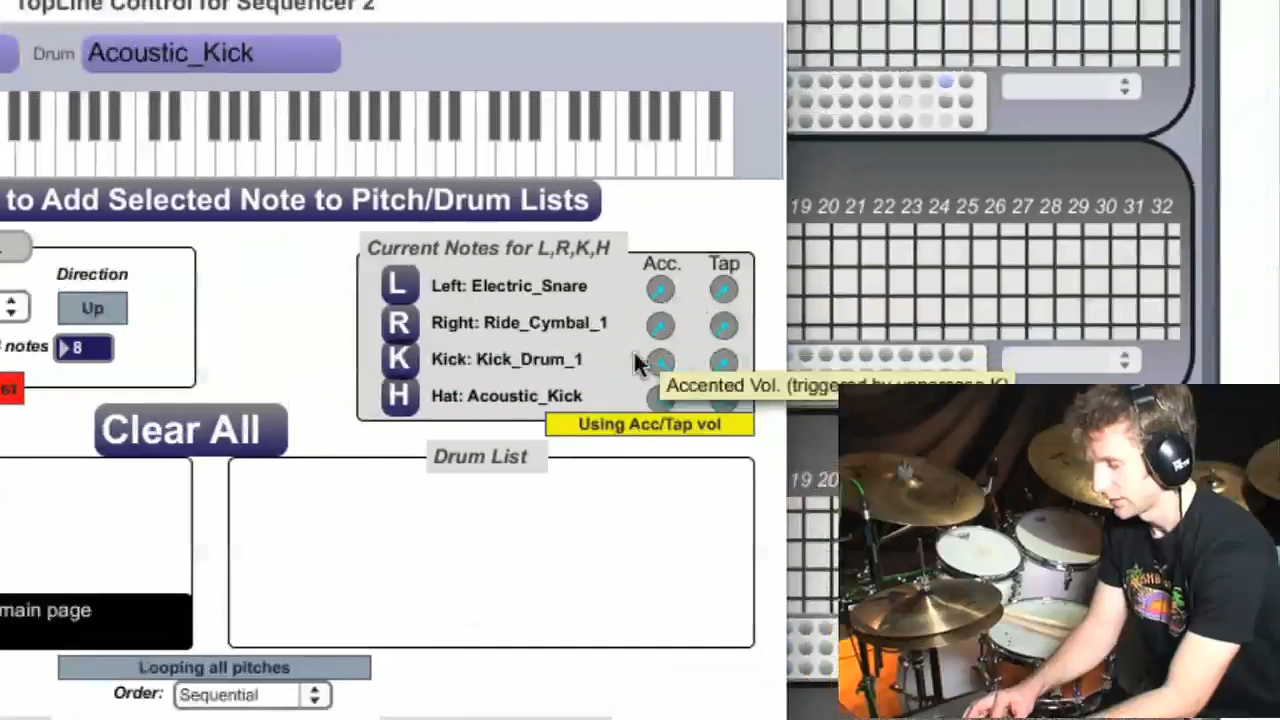 TopLine Control for Sequencer 2
Drum Acoustic_Kick
to Add Selected Note to Pitch/Drum Lists
19 20 21 22 23 24 25 26 27 28 29 30 31 32
Current Notes for L,R,K,H
Acc. Tap
Direction
L Left: Electric_Snare
Up
R Right: Ride_Cymbal_1
notes 8
K Kick: Kick_Drum_1
Accented Vol. (triggered by uppercase K)
H Hat: Acoustic_Kick
Using Acc/Tap vol
Clear All
Drum List
19 20
main page
Looping all pitches
Order: Sequential